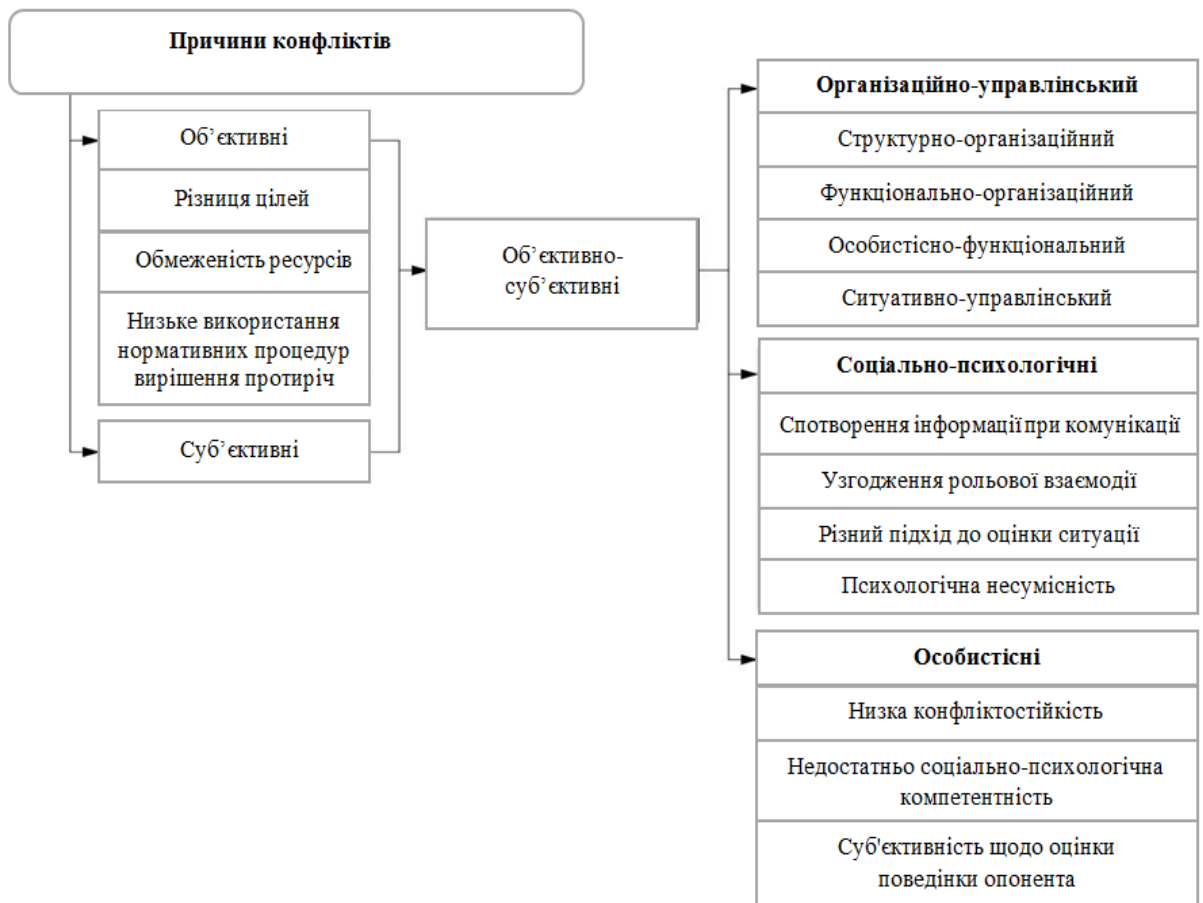 Причини конфліктів
Об’єктивні
Різниця цілей
Обмеженість ресурсів
Низьке використання
нормативних процедур
вирішення протиріч
Суб’єктивні
Об’єктивно-
суб’єктивні
Організаційно-управлінський
Структурно-організаційний
Функціонально-організаційний
Особистісно-функціональний
Ситуативно-управлінський
Соціально-психологічні
Спотворення інформації при комунікації
Узгодження рольової взаємодії
Різний підхід до оцінки ситуації
Психологічна несумісність
Особистісні
Низка конфліктостійкість
Недостатньо соціально-психологічна
компетентність
Суб'єктивність щодо оцінки
поведінки опонента